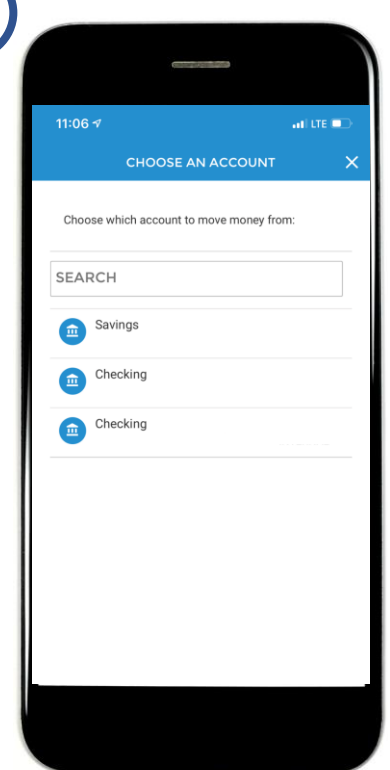 11:06
LTE
CHOOSE AN ACCOUNT
Choose which account to move money from:
SEARCH
Savings
Checking
Checking